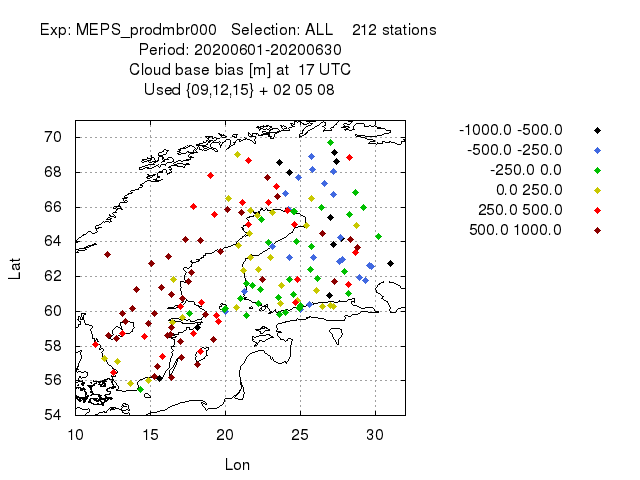 Exp: MEPS_prodmbr000   Selection: ALL    212 stations
Period: 20200601-20200630
Cloud base bias [m] at  17 UTC
Used {09,12,15} + 02 05 08
-1000.0 -500.0
-500.0 -250.0
-250.0 0.0
0.0 250.0
250.0 500.0
500.0 1000.0
Lat
70
68
66
64
62
60
58
56
54
10 15 20 25 30
Lon